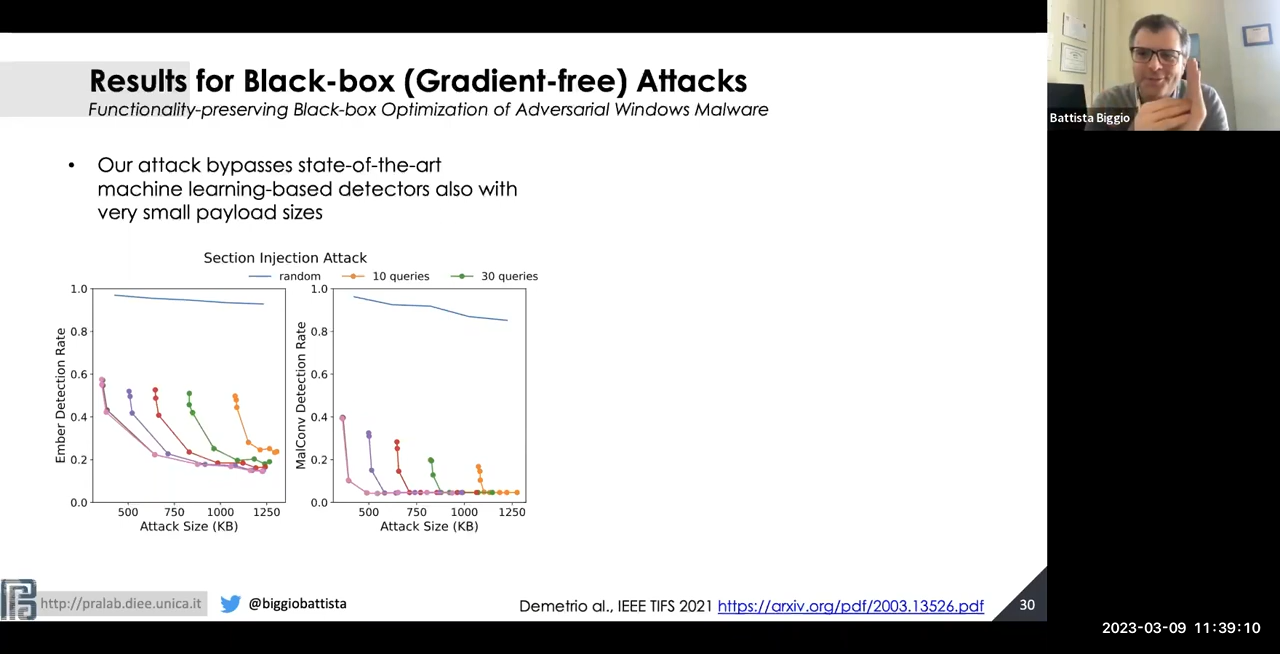 Results for Black-box (Gradient-free) Attacks
Functionality-preserving Black-box Optimization of Adversarial Windows Malware
Battista Biggio
• Our attack bypasses state-of-the-art
machine learning-based detectors also with
very small payload sizes
Section Injection Attack
random 10 queries 30 queries
Ember Detection Rate
1.0
0.8
0.6
0.4
0.2
0.0
500 750 1000 1250
Attack Size (KB)
MalConv Detection Rate
1.0
0.8
0.6
0.4
0.2
0.0
500 750 1000 1250
Attack Size (KB)
http://pralab.diee.unica.it
@biggiobattista
Demetrio al., IEEE TIFS 2021 https://arxiv.org/pdf/2003.13526.pdf
30
2023-03-09 11:39:10